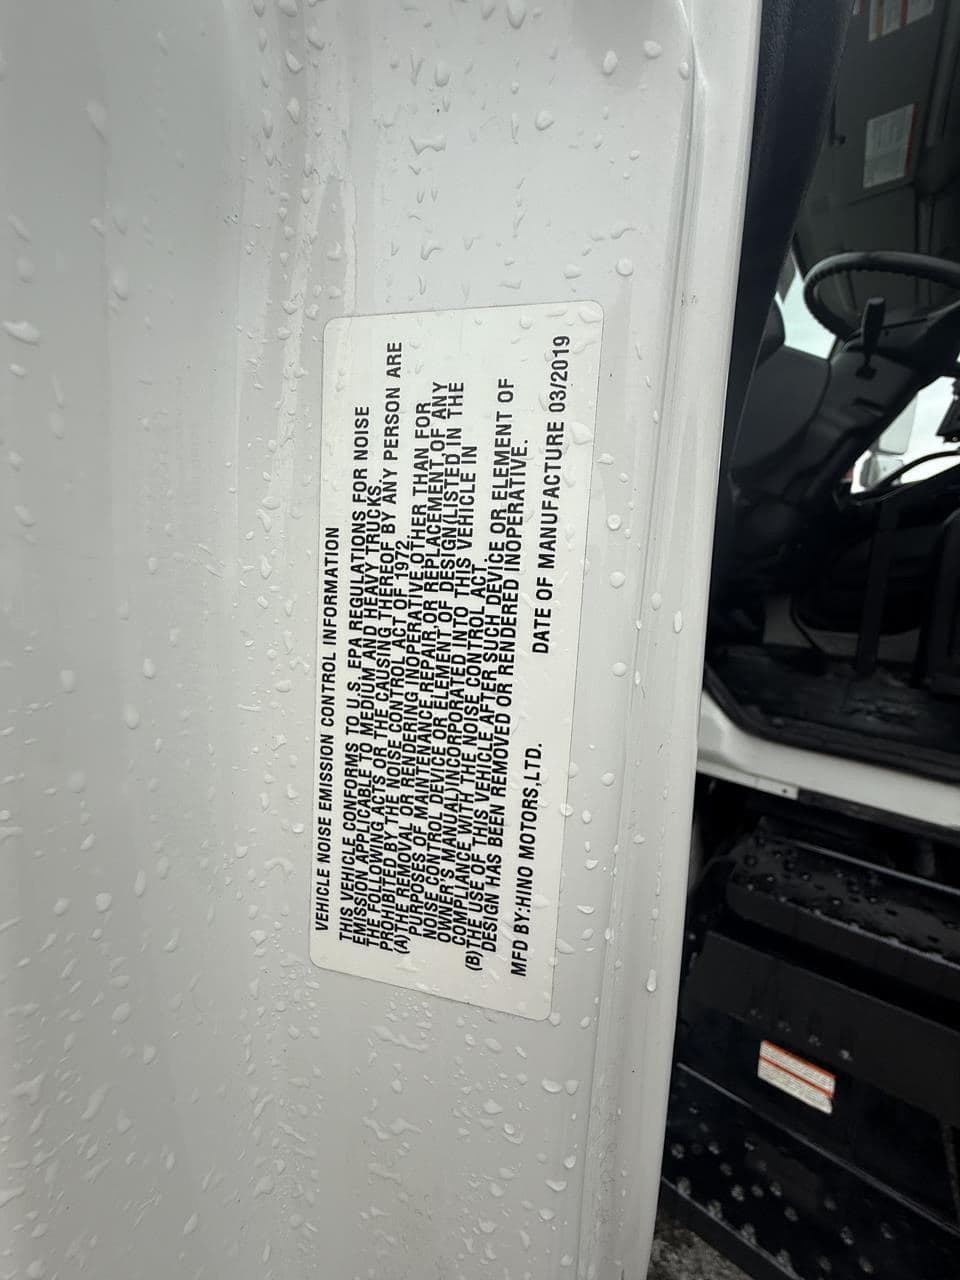 VEHICLE NOISE EMISSION CONTROL INFORMATION
THIS VEHICLE CONFORMS TO U.S. EPA REGULATIONS FOR NOISE
EMISSION APPLICABLE TO MEDIUM AND HEAVY TRUCKS.
THE FOLLOWING ACTS OR THE CAUSING THEREOF BY ANY PERSON ARE
PROHIBITED BY THE NOISE CONTROL ACT OF 1972.
(A)THE REMOVAL OR RENDERING INOPERATIVE,OTHER THAN FOR
PURPOSES OF MAINTENANCE,REPAIR,OR REPLACEMENT,OF ANY
NOISE CONTROL DEVICE OR ELEMENT OF DESIGN(LISTED IN THE
OWNER'S MANUAL)INCORPORATED INTO THIS VEHICLE IN
COMPLIANCE WITH THE NOISE CONTROL ACT.
(B)THE USE OF THIS VEHICLE AFTER SUCH DEVICE OR ELEMENT OF
DESIGN HAS BEEN REMOVED OR RENDERED INOPERATIVE.
MFD BY:HINO MOTORS,LTD. DATE OF MANUFACTURE 03/2019